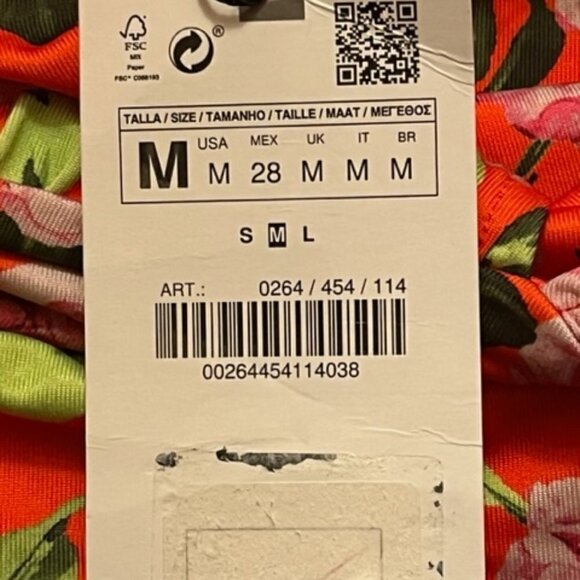 FSC
MIX
Paper
FSC® C068193
®
TALLA / SIZE / TAMANHO / TAILLE / MAAT / ΜΕΓΕΘΟΣ
M USA MEX UK IT BR
M 28 M M M
S M L
ART.: 0264 / 454 / 114
00264454114038